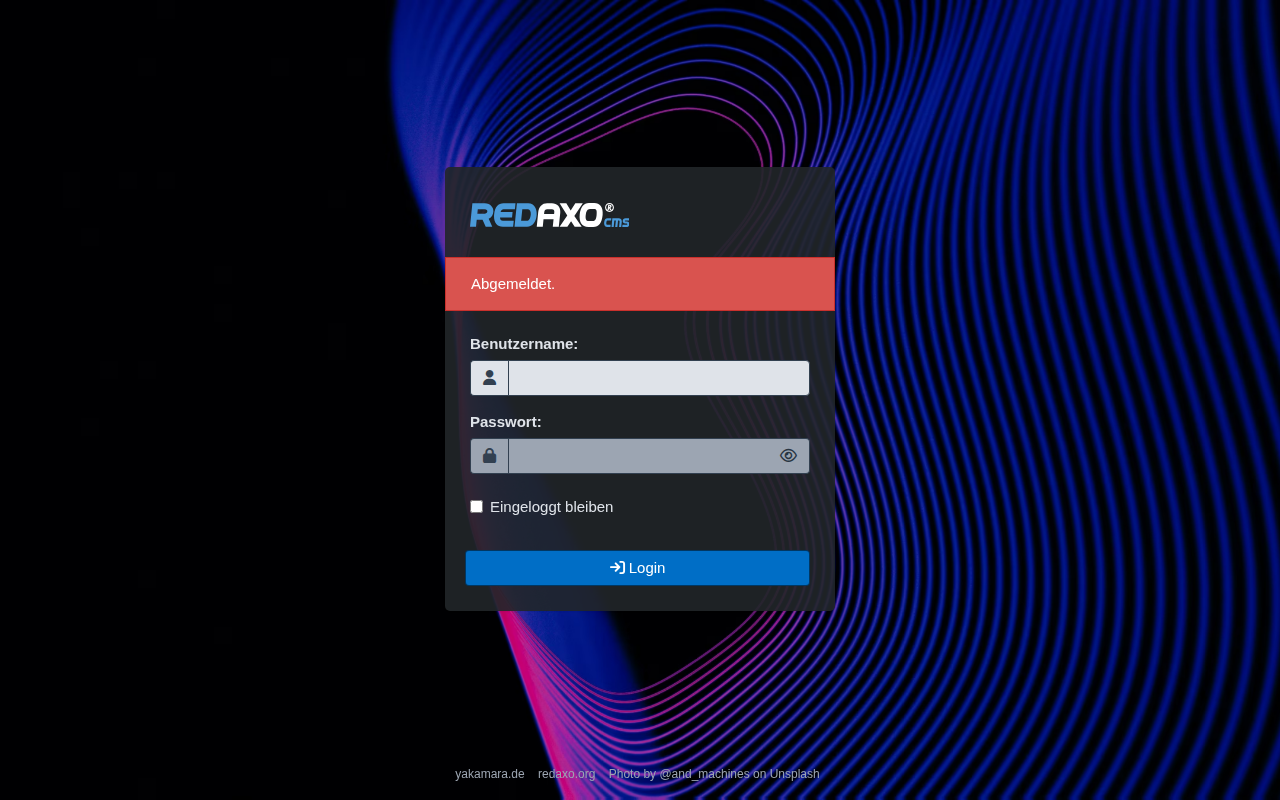 REDAXO® cms
Abgemeldet.
Benutzername:
Passwort:
Eingeloggt bleiben
Login
yakamara.de redaxo.org Photo by @and_machines on Unsplash